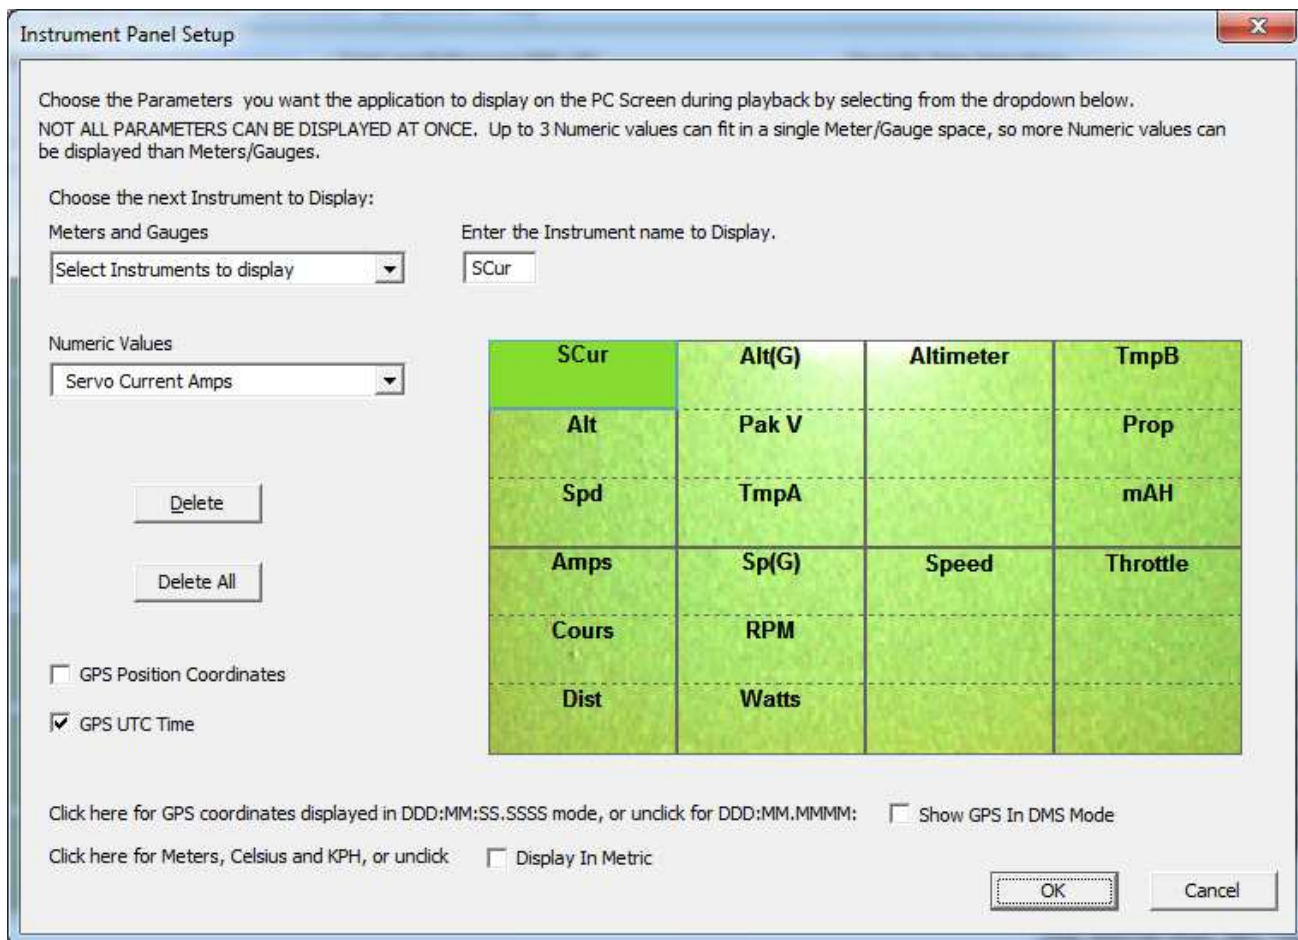 Instrument Panel Setup
Choose the Parameters you want the application to display on the PC Screen during playback by selecting from the dropdown below.
NOT ALL PARAMETERS CAN BE DISPLAYED AT ONCE. Up to 3 Numeric values can fit in a single Meter/Gauge space, so more Numeric values can
be displayed than Meters/Gauges.
Choose the next Instrument to Display:
Meters and Gauges
Enter the Instrument name to Display.
Select Instruments to display
SCur
Numeric Values
Servo Current Amps
SCur Alt(G) Altimeter TmpB
Alt Pak V Prop
Spd TmpA mAH
Amps Sp(G) Speed Throttle
Cours RPM
Dist Watts
Delete
Delete All
GPS Position Coordinates
GPS UTC Time
Click here for GPS coordinates displayed in DDD:MM:SS.SSSS mode, or unclick for DDD:MM.MMMM: Show GPS In DMS Mode
Click here for Meters, Celsius and KPH, or unclick Display In Metric
OK Cancel